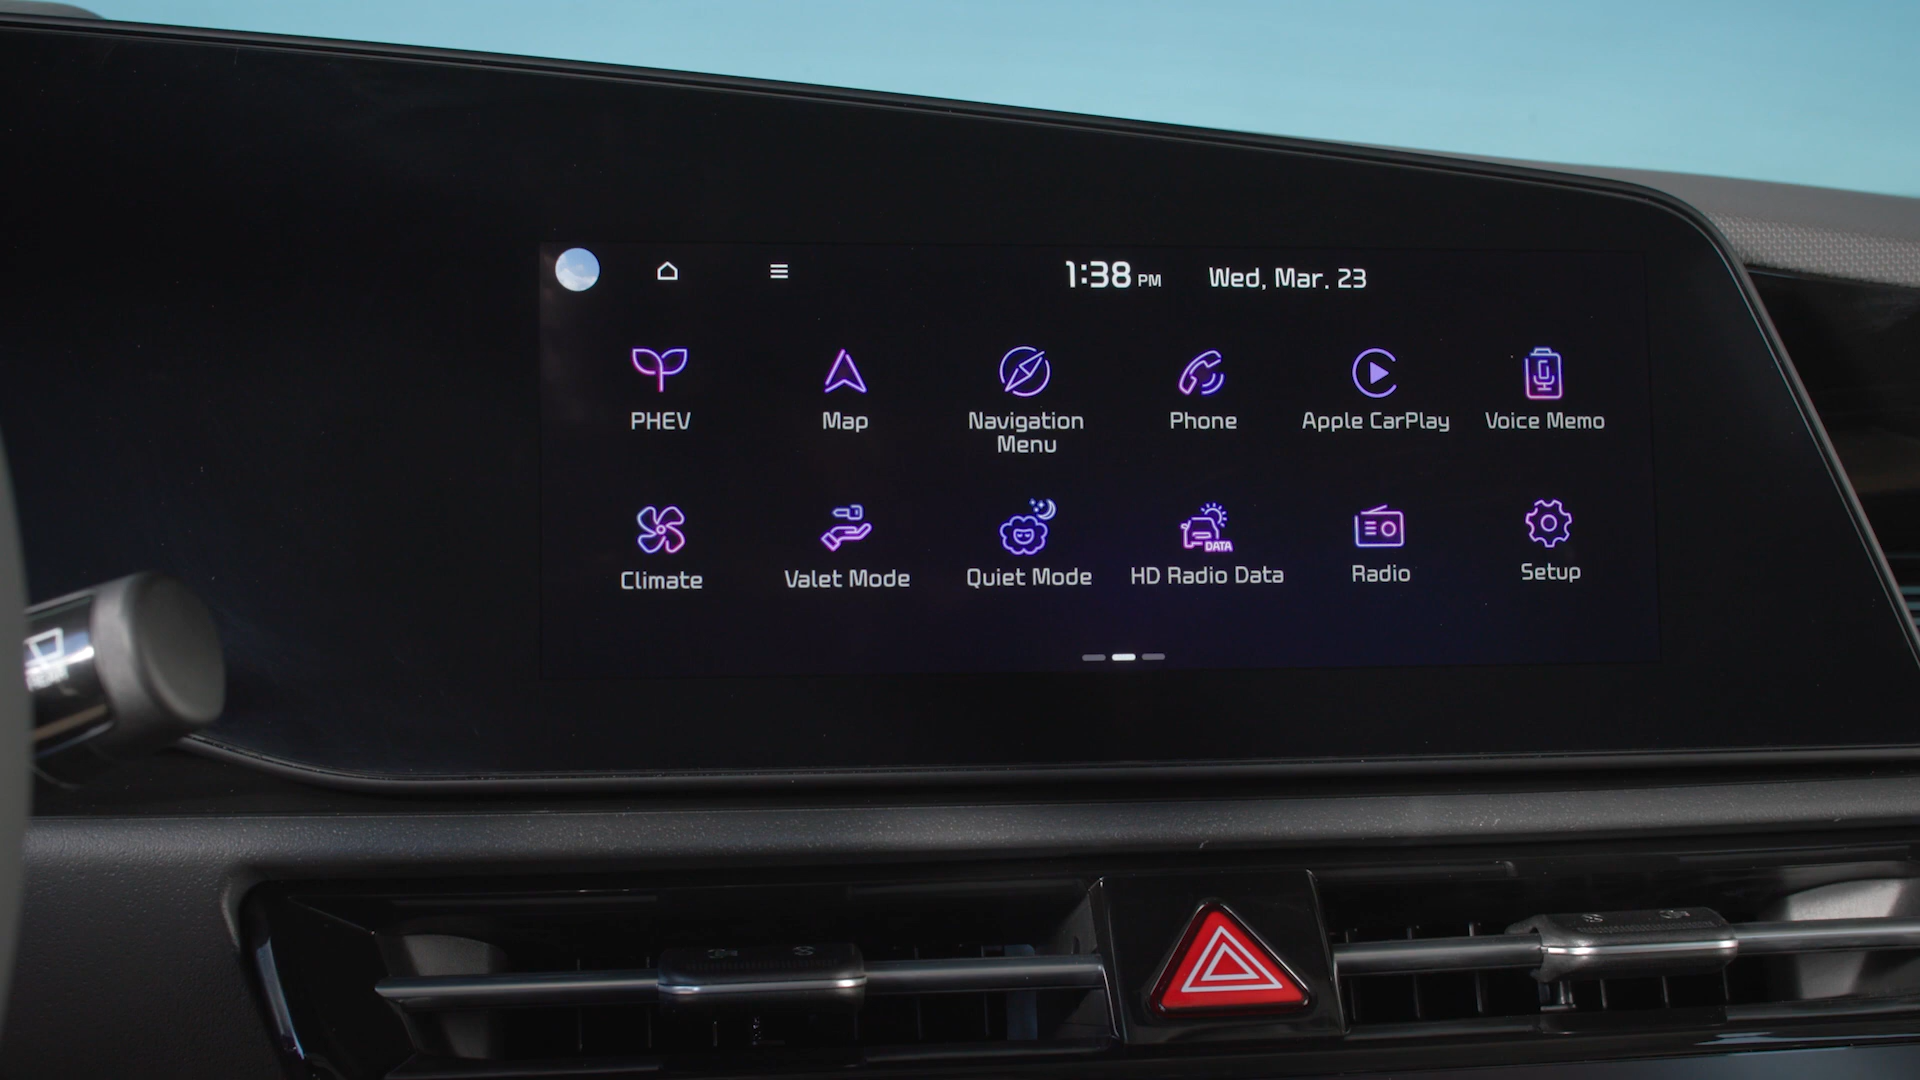 1:38 PM Wed, Mar. 23
PHEV Map Navigation Phone Apple CarPlay Voice Memo
Menu
Climate Valet Mode Quiet Mode HD Radio Data Radio Setup
DATA